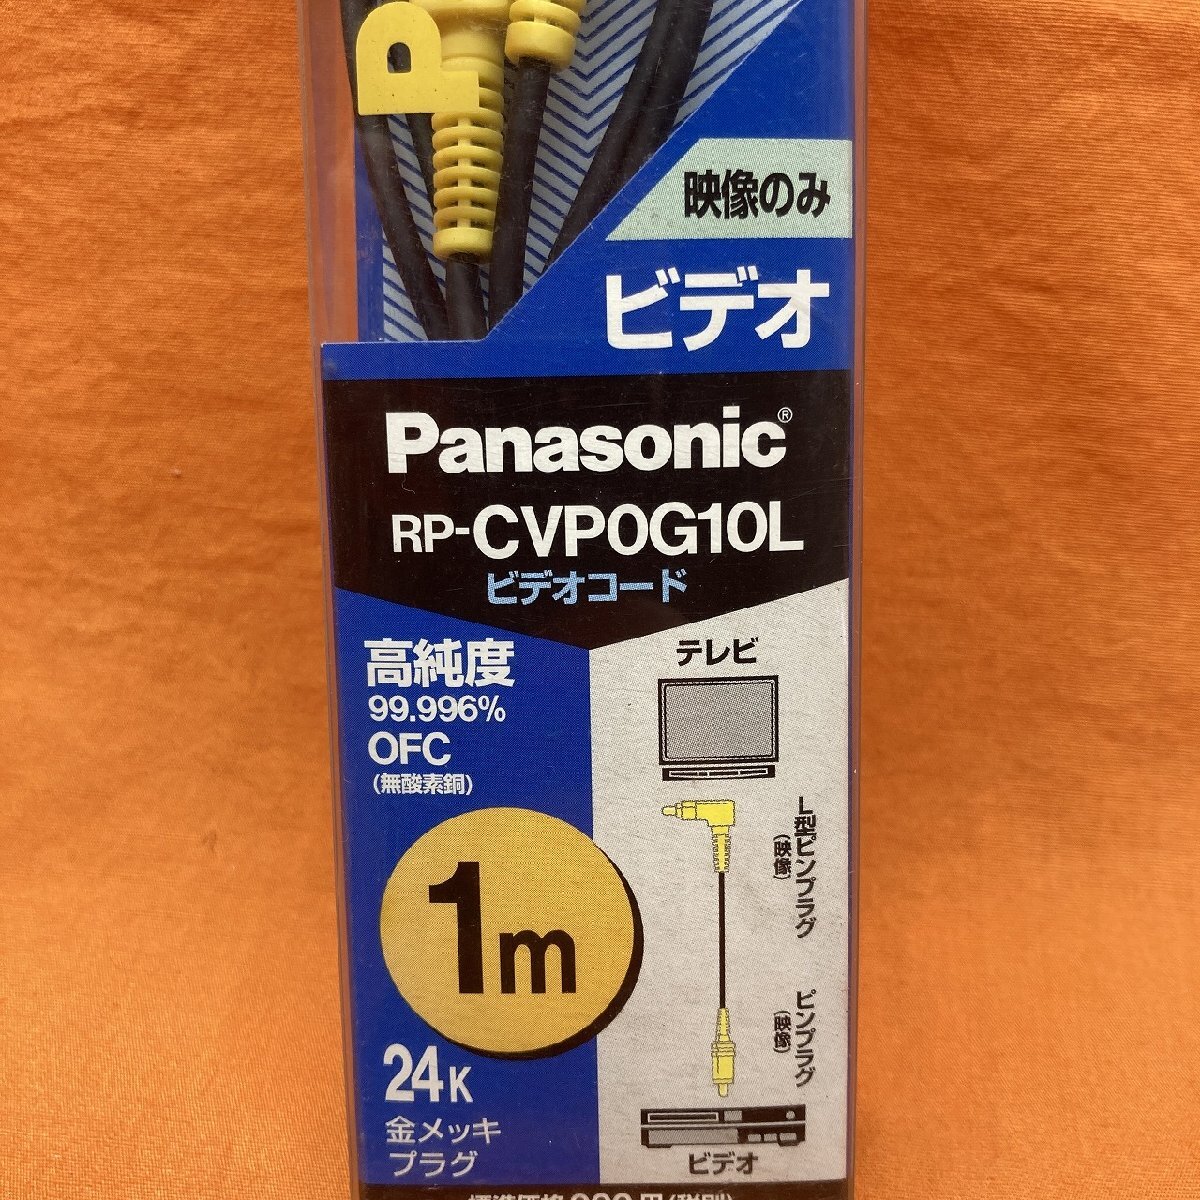 映像のみ
ビデオ
Panasonic®
RP-CVP0G10L
ビデオコード
高純度
99.996%
OFC
(無酸素銅)
1m
24K
金メッキ
プラグ
テレビ
L型ピンプラグ
(映像)
ピンプラグ
(映像)
ビデオ